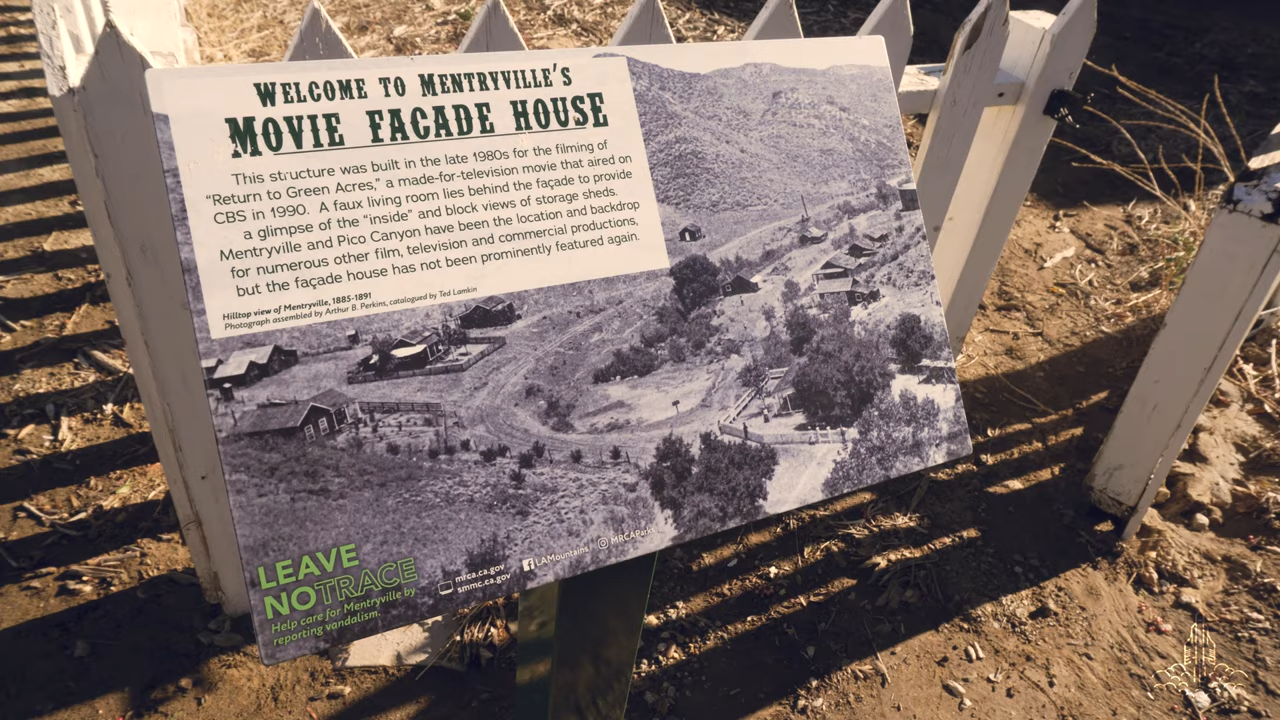 WELCOME TO MENTRYVILLE'S
MOVIE FACADE HOUSE
This structure was built in the late 1980s for the filming of
“Return to Green Acres,” a made-for-television movie that aired on
CBS in 1990. A faux living room lies behind the façade to provide
a glimpse of the “inside” and block views of storage sheds.
Mentryville and Pico Canyon have been the location and backdrop
for numerous other film, television and commercial productions,
but the façade house has not been prominently featured again.
Hilltop view of Mentryville, 1885-1891
Photograph assembled by Arthur B. Perkins, catalogued by Ted Lamkin
LEAVE
NOTRACE
Help care for Mentryville by
reporting vandalism.
mrca.ca.gov
smmc.ca.gov
LAMountains
MRCAParks